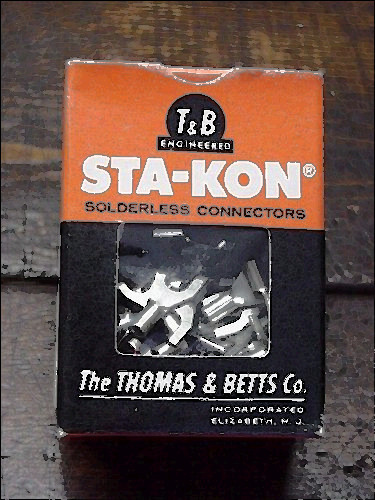 T&B
ENGINEERED
STA-KON®
SOLDERLESS CONNECTORS
The THOMAS & BETTS Co.
INCORPORATED
ELIZABETH, N. J.